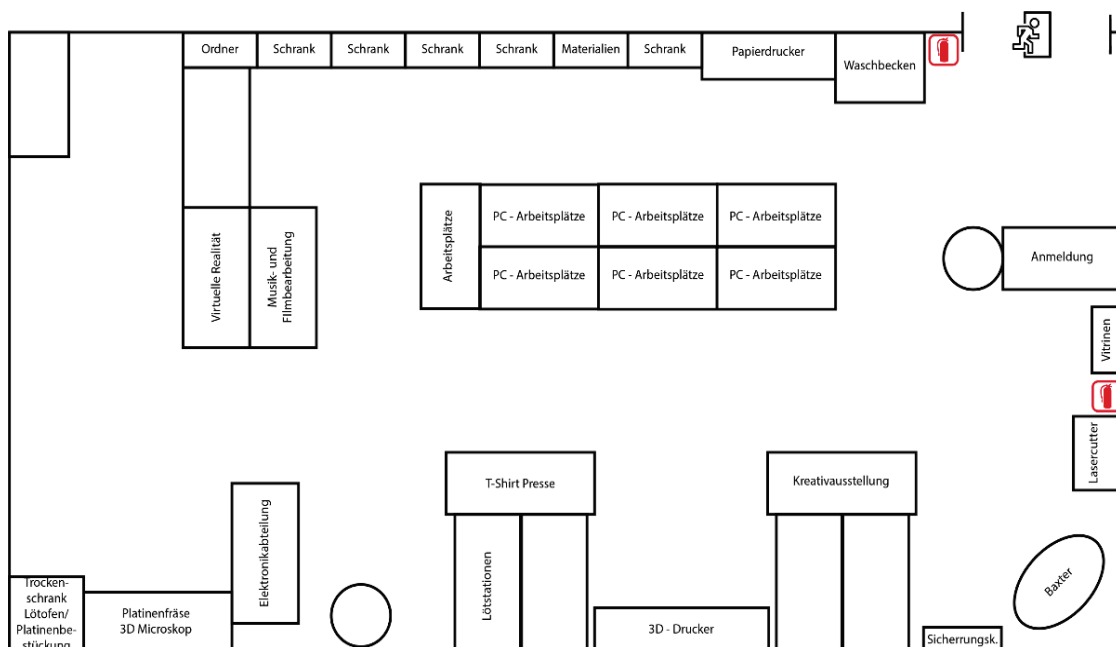 Ordner
Schrank
Schrank
Schrank
Schrank
Materialien
Schrank
Papierdrucker
Waschbecken
Arbeitsplätze
PC - Arbeitsplätze
PC - Arbeitsplätze
PC - Arbeitsplätze
PC - Arbeitsplätze
PC - Arbeitsplätze
PC - Arbeitsplätze
Virtuelle Realität
Musik- und
FIlmbearbeitung
Anmeldung
Vitrinen
Lasercutter
T-Shirt Presse
Kreativausstellung
Elektronikabteilung
Lötstationen
Baxter
Trocken-
schrank
Lötofen/
Platinenbe-
stückung
Platinenfräse
3D Microskop
3D - Drucker
Sicherrungsk.